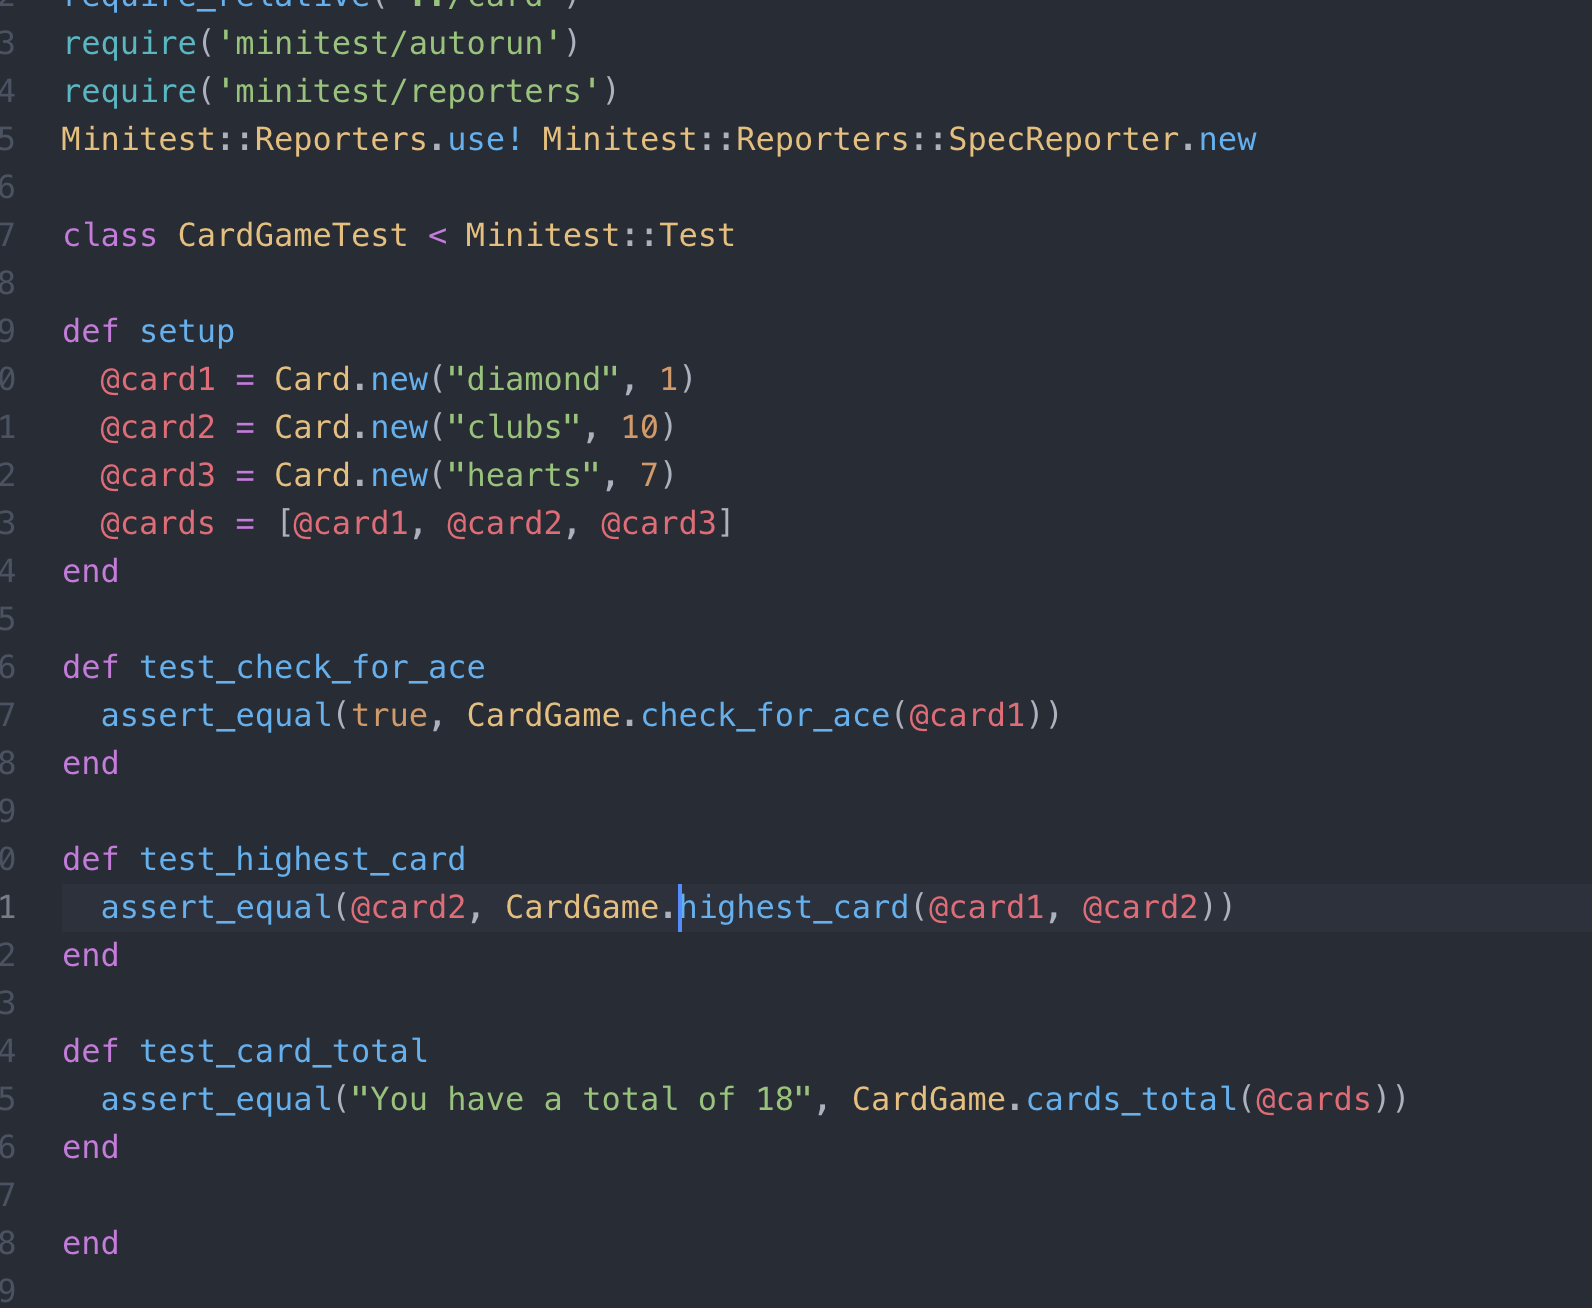 require_relative('../card')
3 require('minitest/autorun')
4 require('minitest/reporters')
5 Minitest::Reporters.use! Minitest::Reporters::SpecReporter.new
6
7 class CardGameTest < Minitest::Test
8
9 def setup
0 @card1 = Card.new("diamond", 1)
1 @card2 = Card.new("clubs", 10)
2 @card3 = Card.new("hearts", 7)
3 @cards = [@card1, @card2, @card3]
4 end
5
6 def test_check_for_ace
7 assert_equal(true, CardGame.check_for_ace(@card1))
8 end
9
0 def test_highest_card
1 assert_equal(@card2, CardGame.highest_card(@card1, @card2))
2 end
3
4 def test_card_total
5 assert_equal("You have a total of 18", CardGame.cards_total(@cards))
6 end
7
8 end
9